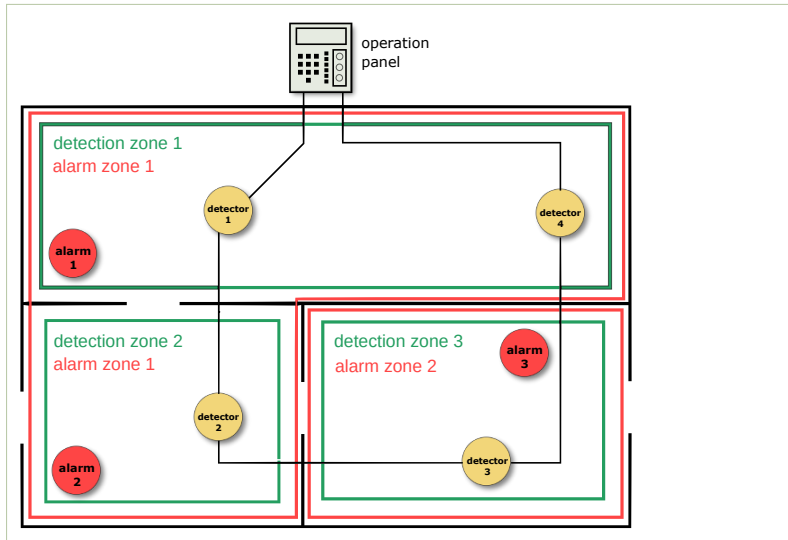 operation
panel
detection zone 1
alarm zone 1
detector
1
detector
4
alarm
1
detection zone 2
alarm zone 1
detection zone 3
alarm zone 2
alarm
3
detector
2
alarm
2
detector
3